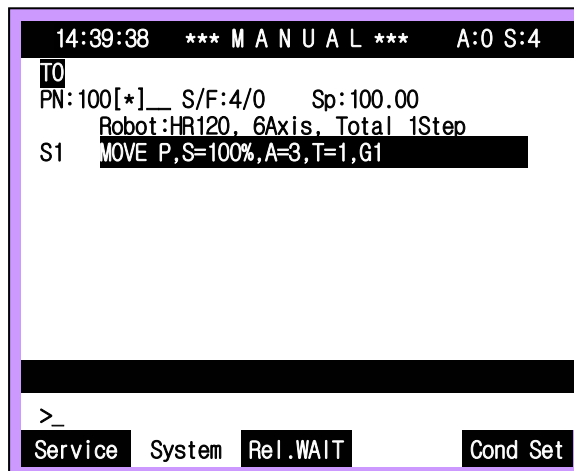 14:39:38 *** M A N U A L *** A:0 S:4
T0
PN:100[*]__ S/F:4/0 Sp:100.00
Robot:HR120, 6Axis, Total 1Step
S1 MOVE P,S=100%,A=3,T=1,G1
>_
Service System Rel.WAIT Cond Set